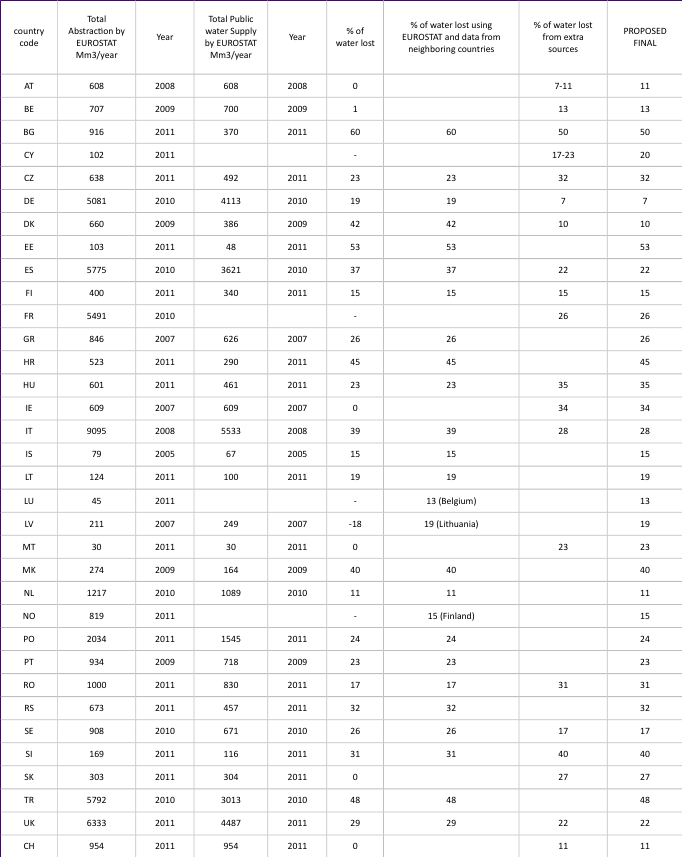 country code | Total Abstraction by EUROSTAT Mm3/year | Year | Total Public water Supply by EUROSTAT Mm3/year | Year | % of water lost | % of water lost using EUROSTAT and data from neighboring countries | % of water lost from extra sources | PROPOSED FINAL
AT 608 2008 608 2008 0 7-11 11
BE 707 2009 700 2009 1 13 13
BG 916 2011 370 2011 60 60 50 50
CY 102 2011 - 17-23 20
CZ 638 2011 492 2011 23 23 32 32
DE 5081 2010 4113 2010 19 19 7 7
DK 660 2009 386 2009 42 42 10 10
EE 103 2011 48 2011 53 53 53
ES 5775 2010 3621 2010 37 37 22 22
FI 400 2011 340 2011 15 15 15 15
FR 5491 2010 - 26 26
GR 846 2007 626 2007 26 26 26
HR 523 2011 290 2011 45 45 45
HU 601 2011 461 2011 23 23 35 35
IE 609 2007 609 2007 0 34 34
IT 9095 2008 5533 2008 39 39 28 28
IS 79 2005 67 2005 15 15 15
LT 124 2011 100 2011 19 19 19
LU 45 2011 - 13 (Belgium) 13
LV 211 2007 249 2007 -18 19 (Lithuania) 19
MT 30 2011 30 2011 0 23 23
MK 274 2009 164 2009 40 40 40
NL 1217 2010 1089 2010 11 11 11
NO 819 2011 - 15 (Finland) 15
PO 2034 2011 1545 2011 24 24 24
PT 934 2009 718 2009 23 23 23
RO 1000 2011 830 2011 17 17 31 31
RS 673 2011 457 2011 32 32 32
SE 908 2010 671 2010 26 26 17 17
SI 169 2011 116 2011 31 31 40 40
SK 303 2011 304 2011 0 27 27
TR 5792 2010 3013 2010 48 48 48
UK 6333 2011 4487 2011 29 29 22 22
CH 954 2011 954 2011 0 11 11